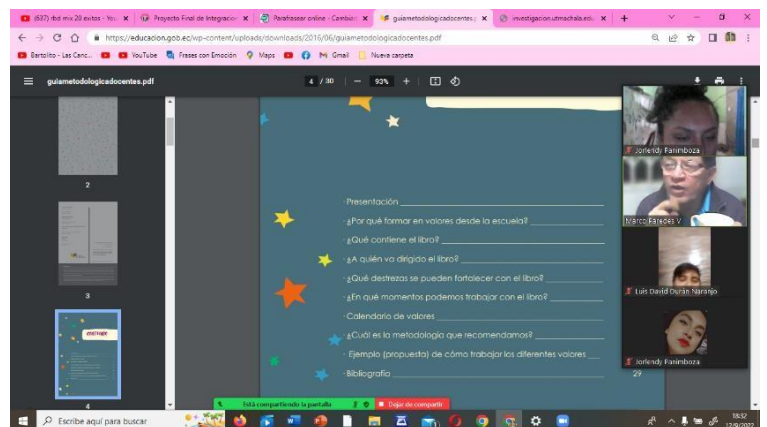 (637) rbd mix 20 exitos - You
Proyecto Final de Integracion
Parafrasear online - Cambiar
guiametodologicadocentes.p
investigacion.utmachala.edu.
https://educacion.gob.ec/wp-content/uploads/downloads/2016/06/guiametodologicadocentes.pdf
Bartolito - Las Canc...
YouTube
Frases con Emoción
Maps
Gmail
Nueva carpeta
guiametodologicadocentes.pdf
4 / 30
93%
2
3
4
· Presentación
· ¿Por qué formar en valores desde la escuela?
· ¿Qué contiene el libro?
· ¿A quién va dirigido el libro?
· ¿Qué destrezas se pueden fortalecer con el libro?
· ¿En qué momentos podemos trabajar con el libro?
· Calendario de valores
· ¿Cuál es la metodología que recomendamos?
· Ejemplo (propuesta) de cómo trabajar los diferentes valores
· Bibliografía 29
Jorlendy Panimboza
Marco Paredes V
Luis David Durán Naranjo
Jorlendy Panimboza
Está compartiendo la pantalla
Dejar de compartir
Escribe aquí para buscar
18:32
12/9/2022